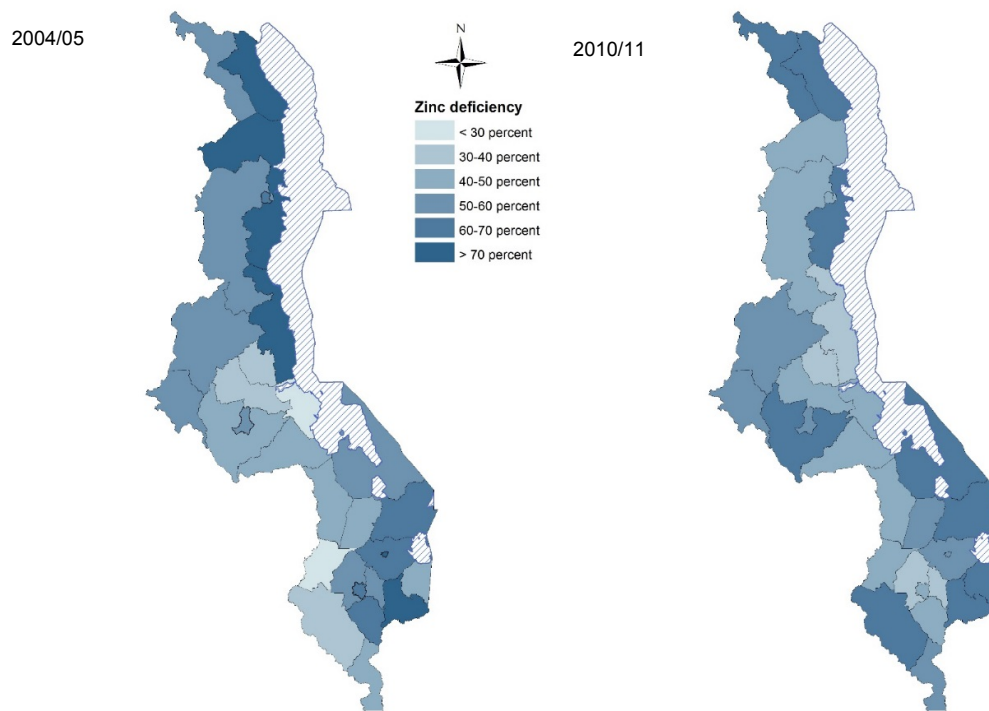 2004/05
N
2010/11
Zinc deficiency
< 30 percent
30-40 percent
40-50 percent
50-60 percent
60-70 percent
> 70 percent